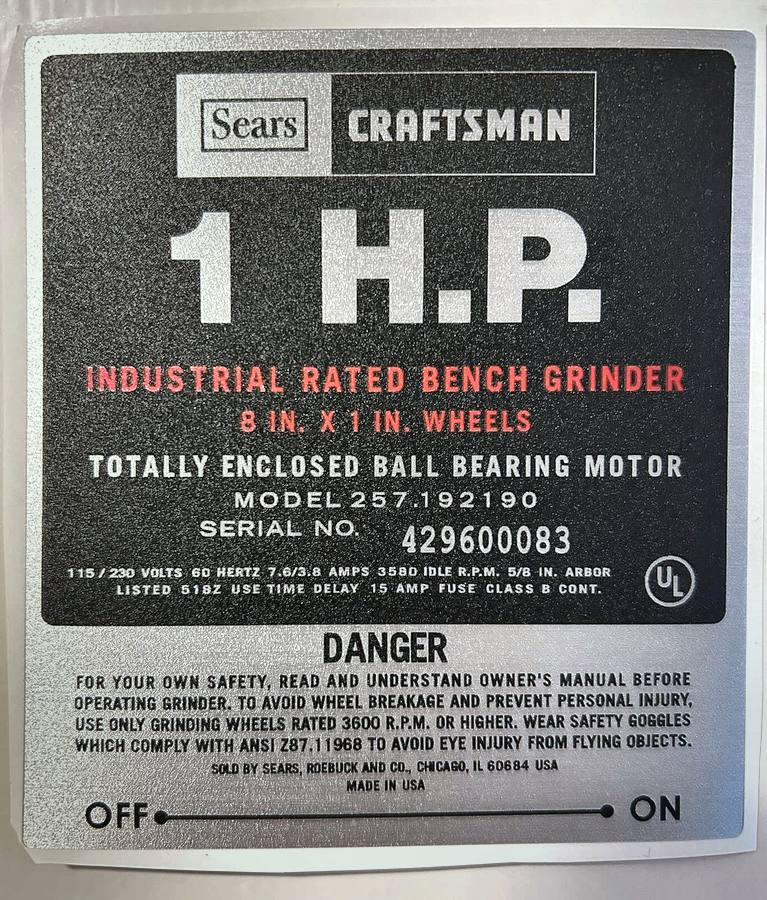 Sears CRAFTSMAN
1 H.P.
INDUSTRIAL RATED BENCH GRINDER
8 IN. X 1 IN. WHEELS
TOTALLY ENCLOSED BALL BEARING MOTOR
MODEL 257.192190
SERIAL NO. 429600083
115/230 VOLTS 60 HERTZ 7.6/3.8 AMPS 3580 IDLE R.P.M. 5/8 IN. ARBOR
LISTED 518Z USE TIME DELAY 15 AMP FUSE CLASS B CONT.
UL
DANGER
FOR YOUR OWN SAFETY, READ AND UNDERSTAND OWNER'S MANUAL BEFORE
OPERATING GRINDER. TO AVOID WHEEL BREAKAGE AND PREVENT PERSONAL INJURY,
USE ONLY GRINDING WHEELS RATED 3600 R.P.M. OR HIGHER. WEAR SAFETY GOGGLES
WHICH COMPLY WITH ANSI Z87.11968 TO AVOID EYE INJURY FROM FLYING OBJECTS.
SOLD BY SEARS, ROEBUCK AND CO., CHICAGO, IL 60684 USA
MADE IN USA
OFF ON